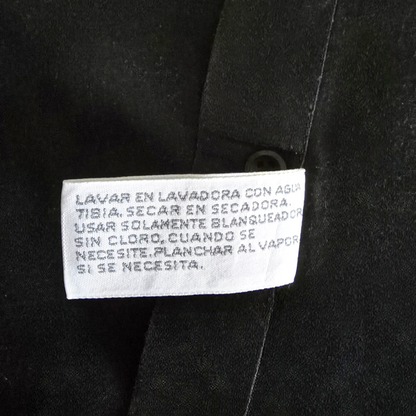 LAVAR EN LAVADORA CON AGUA
TIBIA. SECAR EN SECADORA.
USAR SOLAMENTE BLANQUEADOR
SIN CLORO, CUANDO SE
NECESITE. PLANCHAR AL VAPOR
SI SE NECESITA.